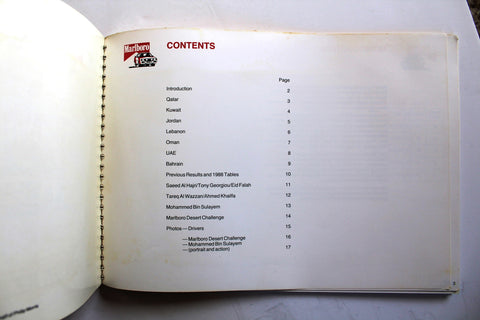 Marlboro
CONTENTS
Page
Introduction 2
Qatar 3
Kuwait 4
Jordan 5
Lebanon 6
Oman 7
UAE 8
Bahrain 9
Previous Results and 1988 Tables 10
Saeed Al Hajri/Tony Georgiou/Eid Falah 11
Tareq Al Wazzan/Ahmed Khalifa 12
Mohammed Bin Sulayem 13
Marlboro Desert Challenge 14
Photos — Drivers 15
— Marlboro Desert Challenge 16
— Mohammed Bin Sulayem 17
— (portrait and action)